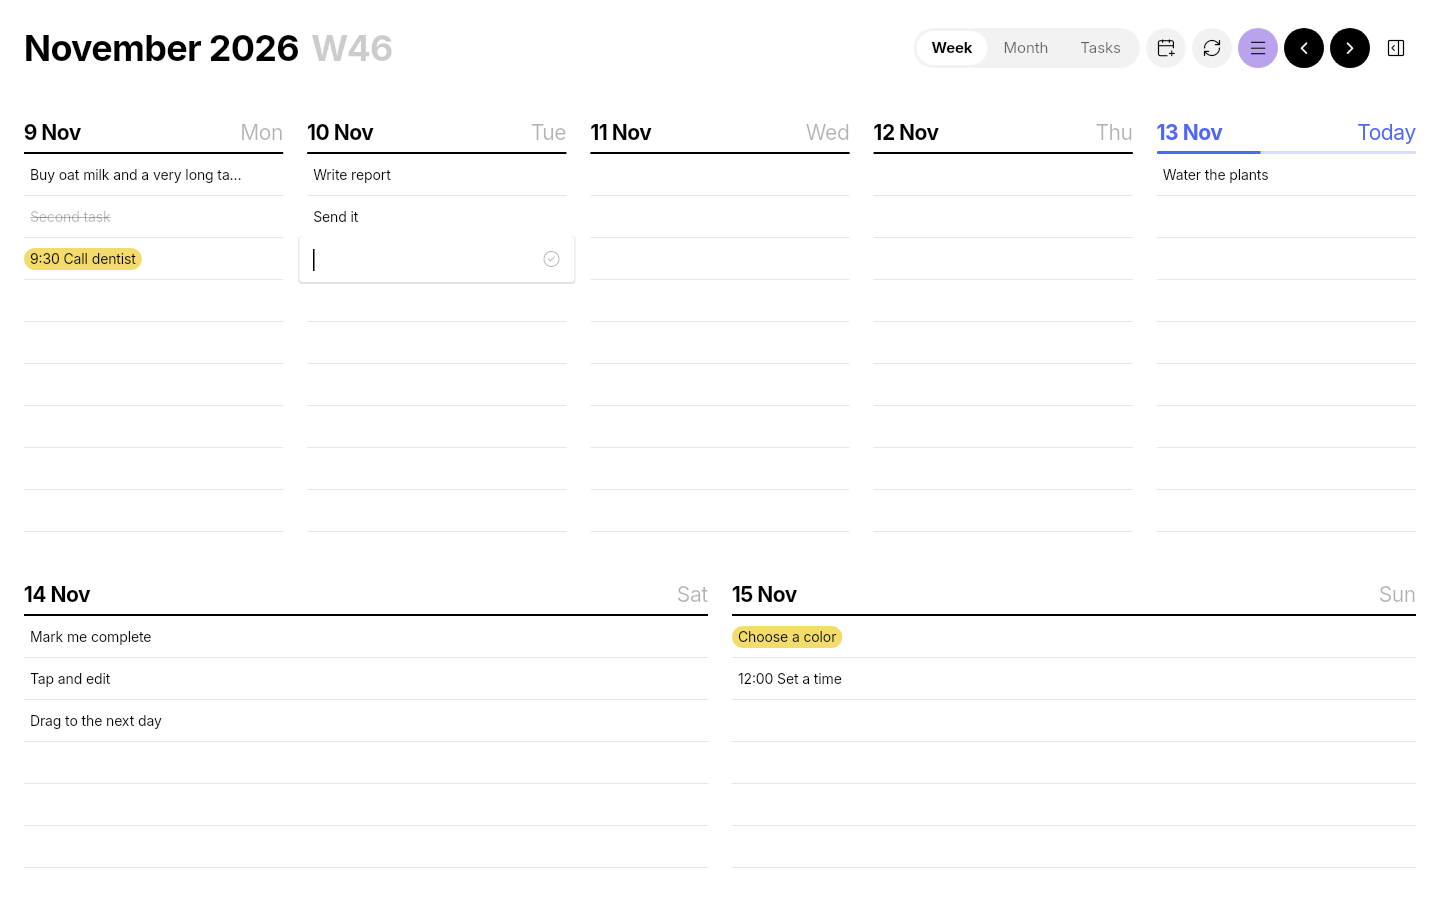 November 2026 W46
Week Month Tasks
9 Nov Mon
Buy oat milk and a very long ta...
Second task
9:30 Call dentist
10 Nov Tue
Write report
Send it
11 Nov Wed
12 Nov Thu
13 Nov Today
Water the plants
14 Nov Sat
Mark me complete
Tap and edit
Drag to the next day
15 Nov Sun
Choose a color
12:00 Set a time